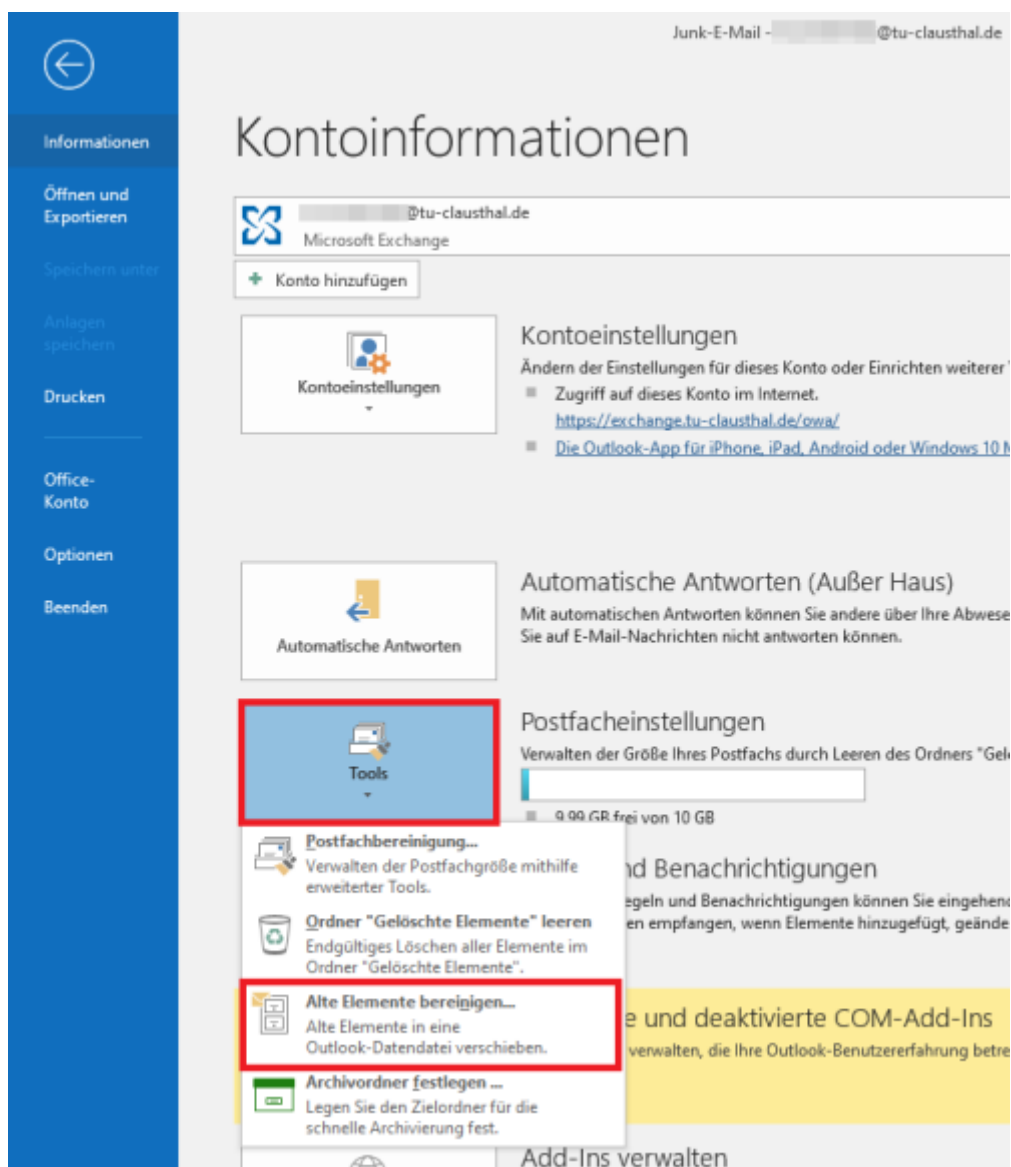 Junk-E-Mail - @tu-clausthal.de
Informationen
Öffnen und
Exportieren
Speichern unter
Anlagen
speichern
Drucken
Office-
Konto
Optionen
Beenden
Kontoinformationen
@tu-clausthal.de
Microsoft Exchange
Konto hinzufügen
Kontoeinstellungen
Kontoeinstellungen
Ändern der Einstellungen für dieses Konto oder Einrichten weiterer
Zugriff auf dieses Konto im Internet.
https://exchange.tu-clausthal.de/owa/
Die Outlook-App für iPhone, iPad, Android oder Windows 10
Automatische Antworten
Automatische Antworten (Außer Haus)
Mit automatischen Antworten können Sie andere über Ihre Abwese
Sie auf E-Mail-Nachrichten nicht antworten können.
Tools
Postfacheinstellungen
Verwalten der Größe Ihres Postfachs durch Leeren des Ordners "Gel
9,99 GB frei von 10 GB
Postfachbereinigung...
Verwalten der Postfachgröße mithilfe
erweiterter Tools.
Ordner "Gelöschte Elemente" leeren
Endgültiges Löschen aller Elemente im
Ordner "Gelöschte Elemente".
Alte Elemente bereinigen...
Alte Elemente in eine
Outlook-Datendatei verschieben.
Archivordner festlegen ...
Legen Sie den Zielordner für die
schnelle Archivierung fest.
nd Benachrichtigungen
egeln und Benachrichtigungen können Sie eingehend
en empfangen, wenn Elemente hinzugefügt, geände
e und deaktivierte COM-Add-Ins
verwalten, die Ihre Outlook-Benutzererfahrung betre
Add-Ins verwalten